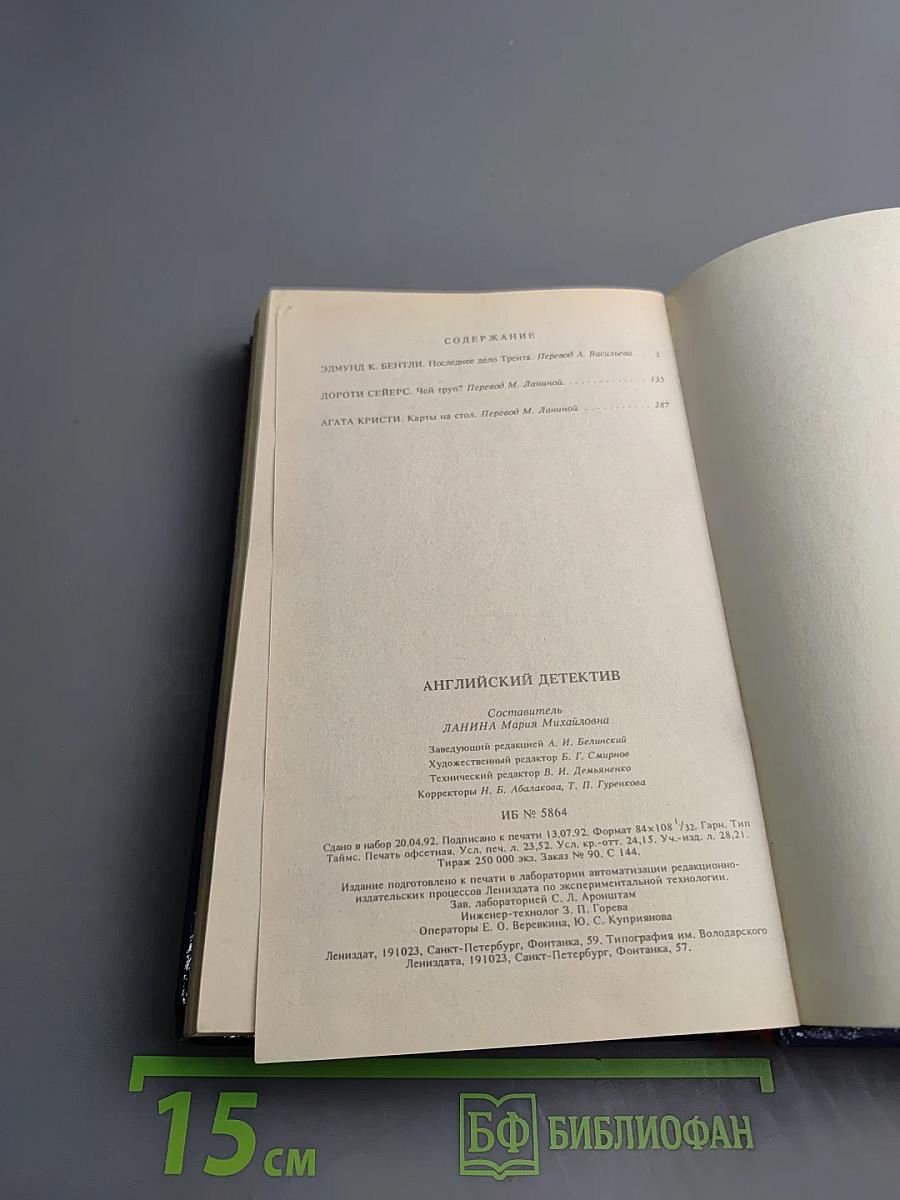 СОДЕРЖАНИЕ
ЭДМУНД К. БЕНТЛИ. Последнее дело Трента. Перевод А. Васильева . . . 3
ДОРОТИ СЕЙЕРС. Чей труп? Перевод М. Ланиной. . . . . . . . . . . . . . 135
АГАТА КРИСТИ. Карты на стол. Перевод М. Ланиной. . . . . . . . . . . . 287
АНГЛИЙСКИЙ ДЕТЕКТИВ
Составитель
ЛАНИНА Мария Михайловна
Заведующий редакцией А. И. Белинский
Художественный редактор Б. Г. Смирнов
Технический редактор В. И. Демьяненко
Корректоры Н. Б. Абалакова, Т. П. Гуренкова
ИБ № 5864
Сдано в набор 20.04.92. Подписано к печати 13.07.92. Формат 84×108 1/32. Гарн. Тип
Таймс. Печать офсетная. Усл. печ. л. 23,52. Усл. кр.-отт. 24,15. Уч.-изд. л. 28,21.
Тираж 250 000 экз. Заказ № 90. С 144.
Издание подготовлено к печати в лаборатории автоматизации редакционно-
издательских процессов Лениздата по экспериментальной технологии.
Зав. лабораторией С. Л. Аронштам
Инженер-технолог З. П. Горева
Операторы Е. О. Веревкина, Ю. С. Куприянова
Лениздат, 191023, Санкт-Петербург, Фонтанка, 59. Типография им. Володарского
Лениздата, 191023, Санкт-Петербург, Фонтанка, 57.
15 см
БФ БИБЛИОФАН